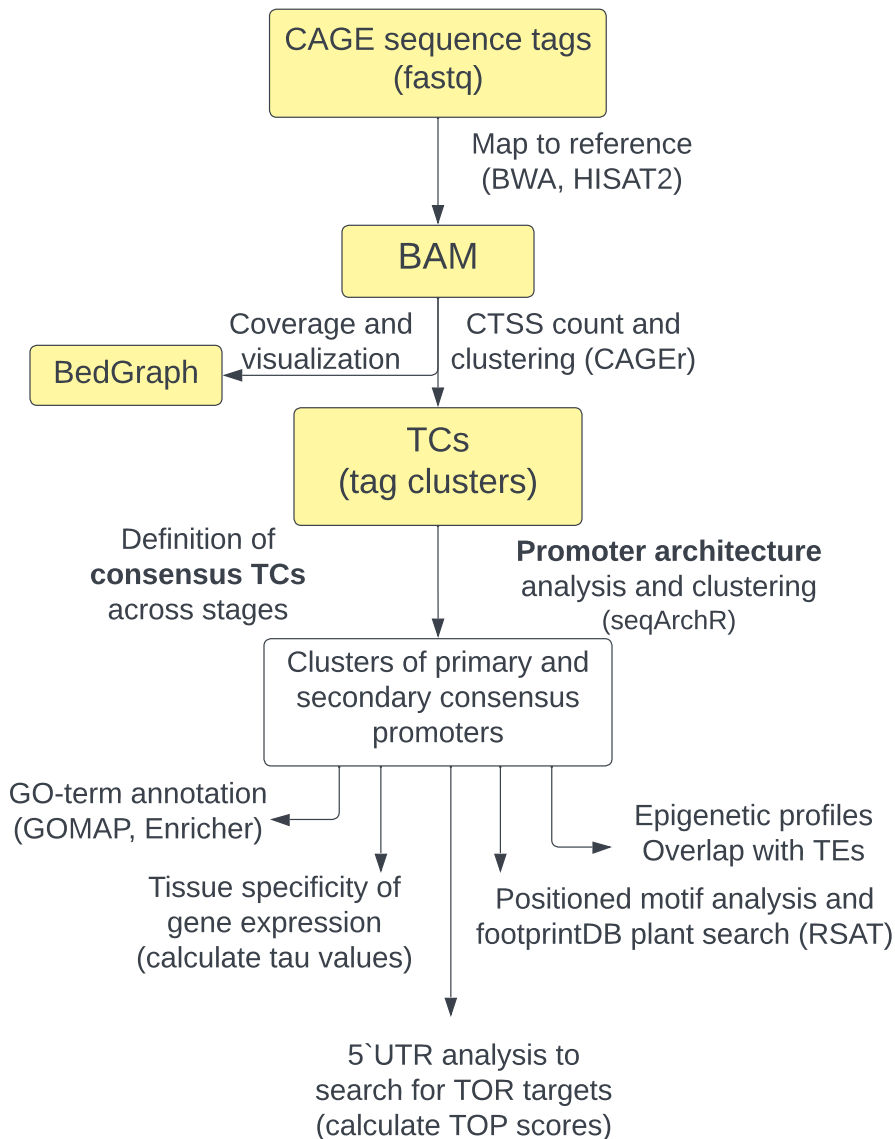 CAGE sequence tags
(fastq)
Map to reference
(BWA, HISAT2)
BAM
Coverage and
visualization
CTSS count and
clustering (CAGEr)
BedGraph
TCs
(tag clusters)
Definition of
consensus TCs
across stages
Promoter architecture
analysis and clustering
(seqArchR)
Clusters of primary and
secondary consensus
promoters
GO-term annotation
(GOMAP, Enricher)
Epigenetic profiles
Overlap with TEs
Tissue specificity of
gene expression
(calculate tau values)
Positioned motif analysis and
footprintDB plant search (RSAT)
5`UTR analysis to
search for TOR targets
(calculate TOP scores)